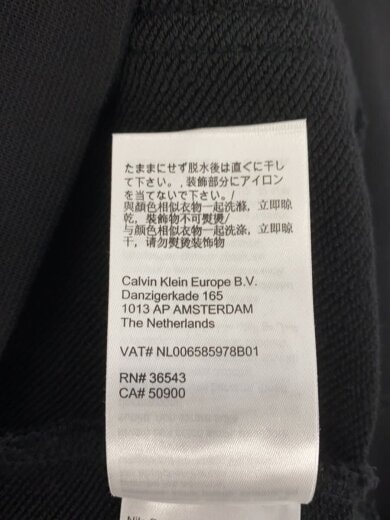 たままにせず脱水後は直ぐに干し
て下さい。,装飾部分にアイロン
を当てないで下さい。/
與顏色相似衣物一起洗滌, 立即晾
乾, 裝飾物不可熨燙/
与颜色相似衣物一起洗涤, 立即晾
干, 请勿熨烫装饰物
Calvin Klein Europe B.V.
Danzigerkade 165
1013 AP AMSTERDAM
The Netherlands
VAT# NL006585978B01
RN# 36543
CA# 50900